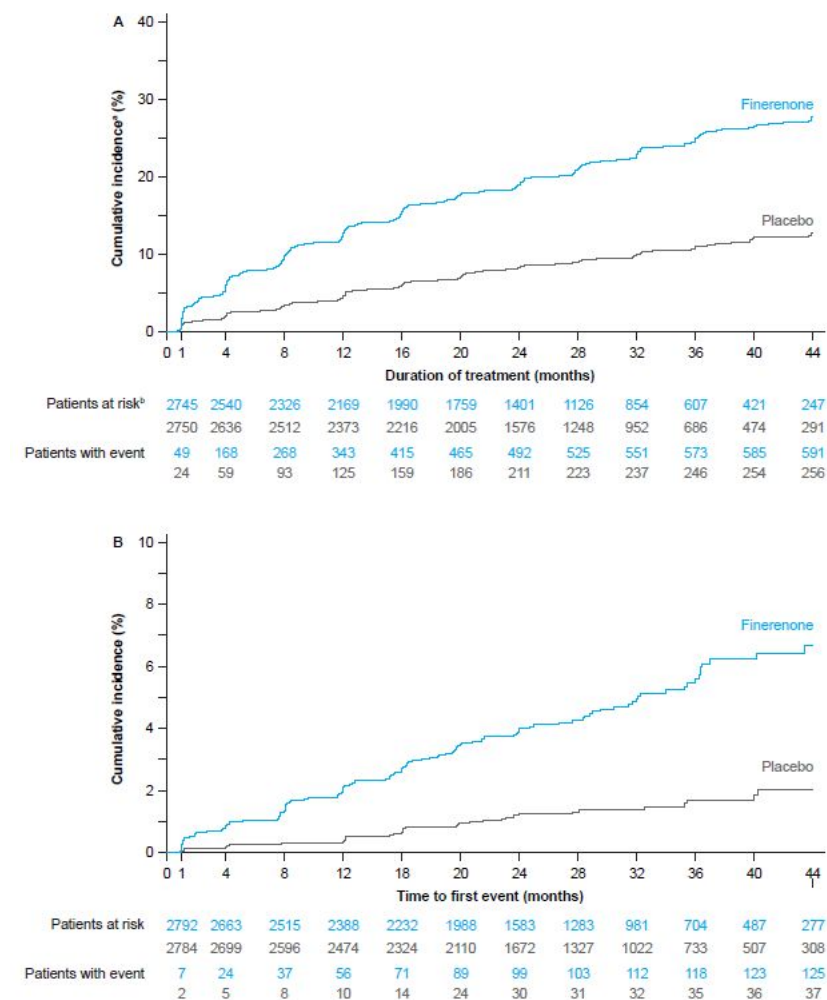 A
40
30
20
10
0
Cumulative incidenceᵃ (%)
Finerenone
Placebo
0 1 4 8 12 16 20 24 28 32 36 40 44
Duration of treatment (months)
Patients at riskᵇ 2745 2540 2326 2169 1990 1759 1401 1126 854 607 421 247
2750 2636 2512 2373 2216 2005 1576 1248 952 686 474 291
Patients with event 49 168 268 343 415 465 492 525 551 573 585 591
24 59 93 125 159 186 211 223 237 246 254 256
B
10
8
6
4
2
0
Cumulative incidence (%)
Finerenone
Placebo
0 1 4 8 12 16 20 24 28 32 36 40 44
Time to first event (months)
Patients at risk 2792 2663 2515 2388 2232 1988 1583 1283 981 704 487 277
2784 2699 2596 2474 2324 2110 1672 1327 1022 733 507 308
Patients with event 7 24 37 56 71 89 99 103 112 118 123 125
2 5 8 10 14 24 30 31 32 35 36 37